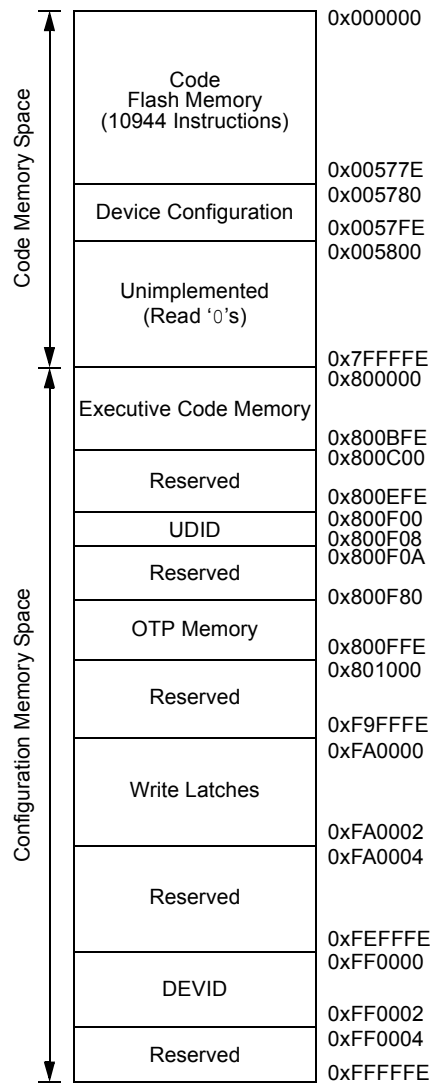 0x000000
Code
Flash Memory
(10944 Instructions)
Code Memory Space
0x00577E
0x005780
Device Configuration
0x0057FE
0x005800
Unimplemented
(Read ‘0’s)
0x7FFFFE
0x800000
Executive Code Memory
0x800BFE
0x800C00
Reserved
0x800EFE
0x800F00
UDID
0x800F08
0x800F0A
Reserved
0x800F80
OTP Memory
0x800FFE
0x801000
Configuration Memory Space
Reserved
0xF9FFFE
0xFA0000
Write Latches
0xFA0002
0xFA0004
Reserved
0xFEFFFE
0xFF0000
DEVID
0xFF0002
0xFF0004
Reserved
0xFFFFFE